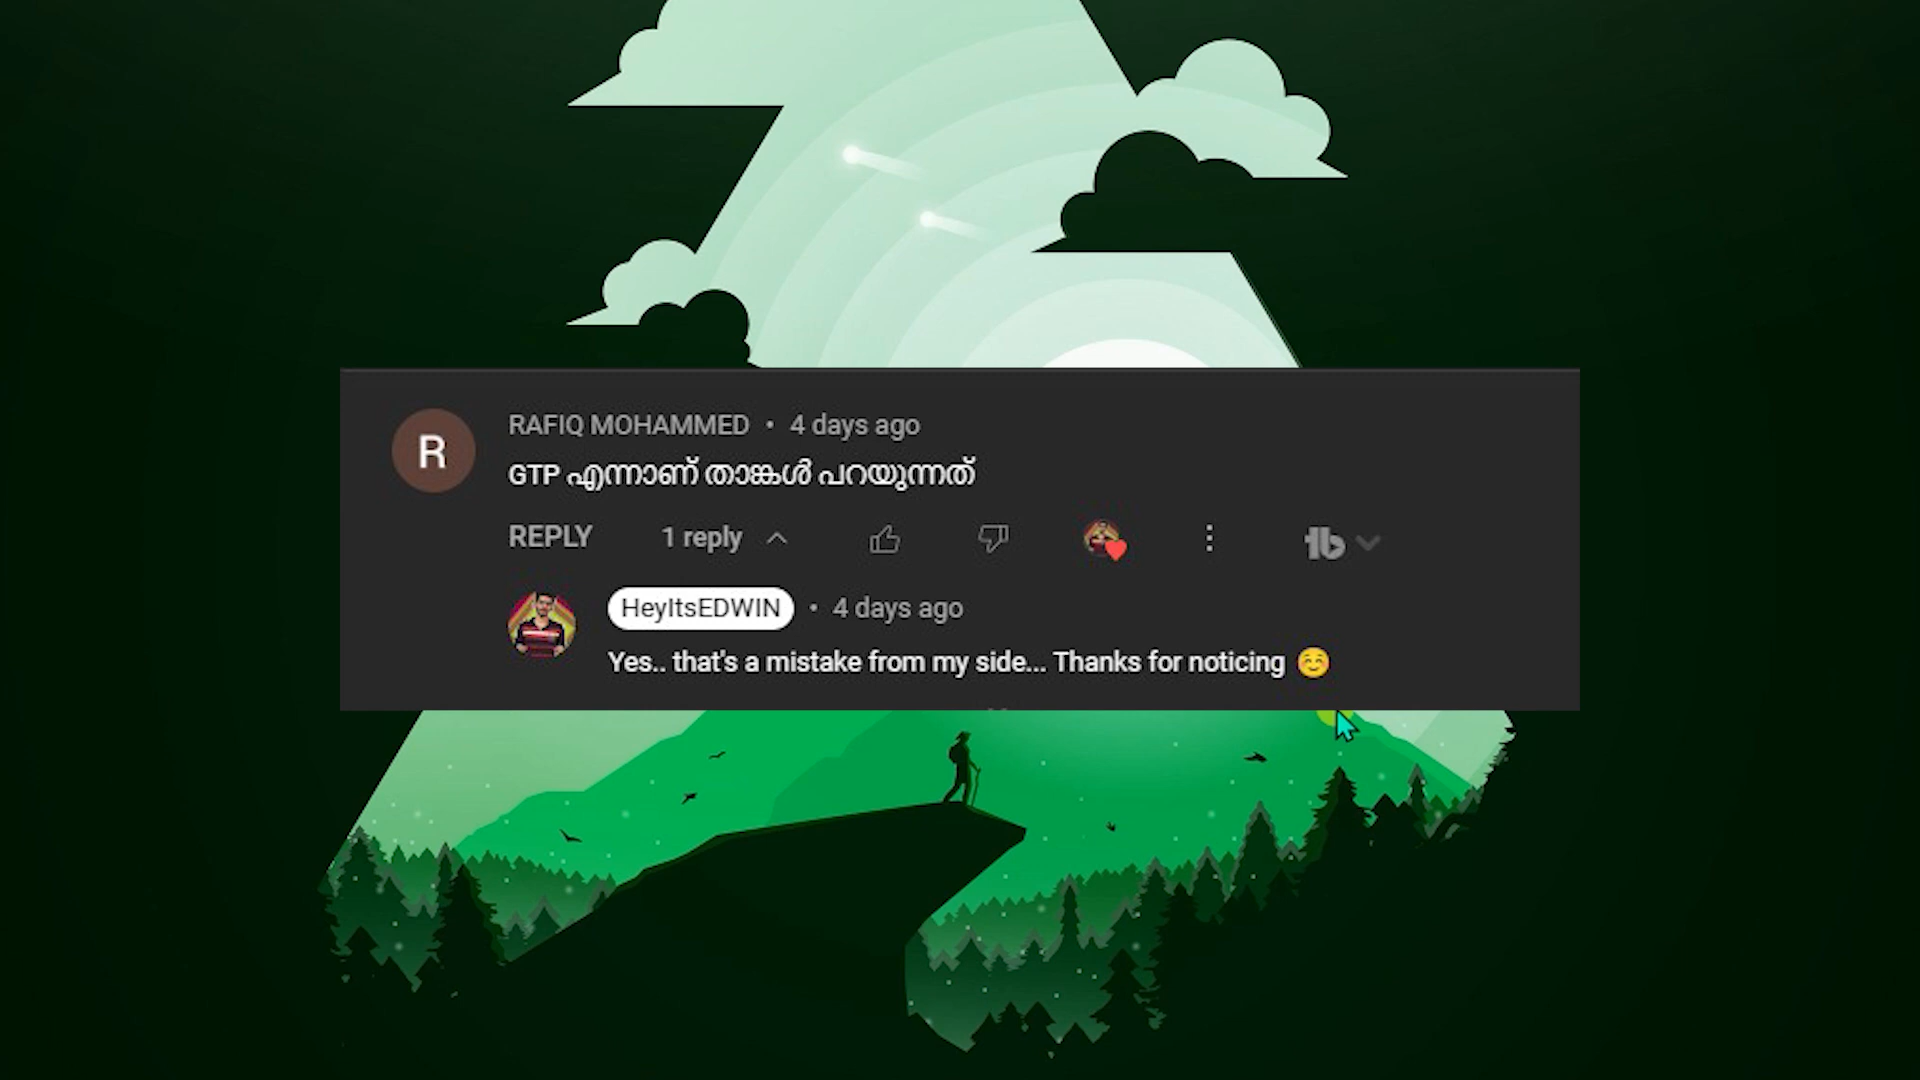 R
RAFIQ MOHAMMED • 4 days ago
GTP എന്നാണ് താങ്കൾ പറയുന്നത്
REPLY 1 reply
HeyItsEDWIN • 4 days ago
Yes.. that's a mistake from my side... Thanks for noticing 😊